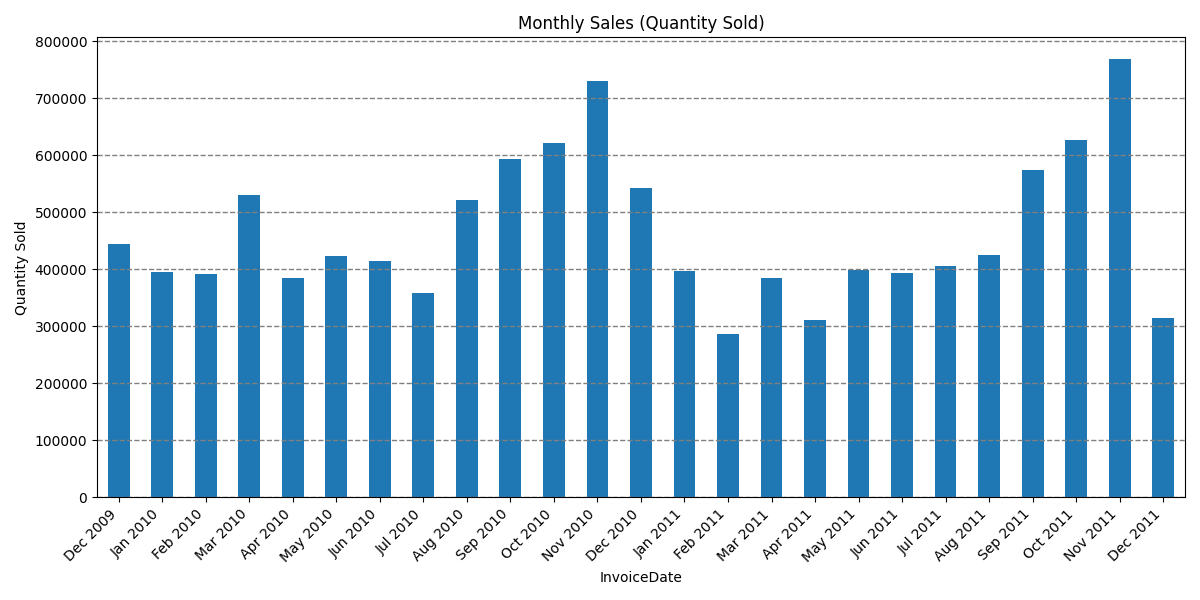 Monthly Sales (Quantity Sold)
800000
700000
600000
500000
400000
300000
200000
100000
0
Quantity Sold
Dec 2009
Jan 2010
Feb 2010
Mar 2010
Apr 2010
May 2010
Jun 2010
Jul 2010
Aug 2010
Sep 2010
Oct 2010
Nov 2010
Dec 2010
Jan 2011
Feb 2011
Mar 2011
Apr 2011
May 2011
Jun 2011
Jul 2011
Aug 2011
Sep 2011
Oct 2011
Nov 2011
Dec 2011
InvoiceDate